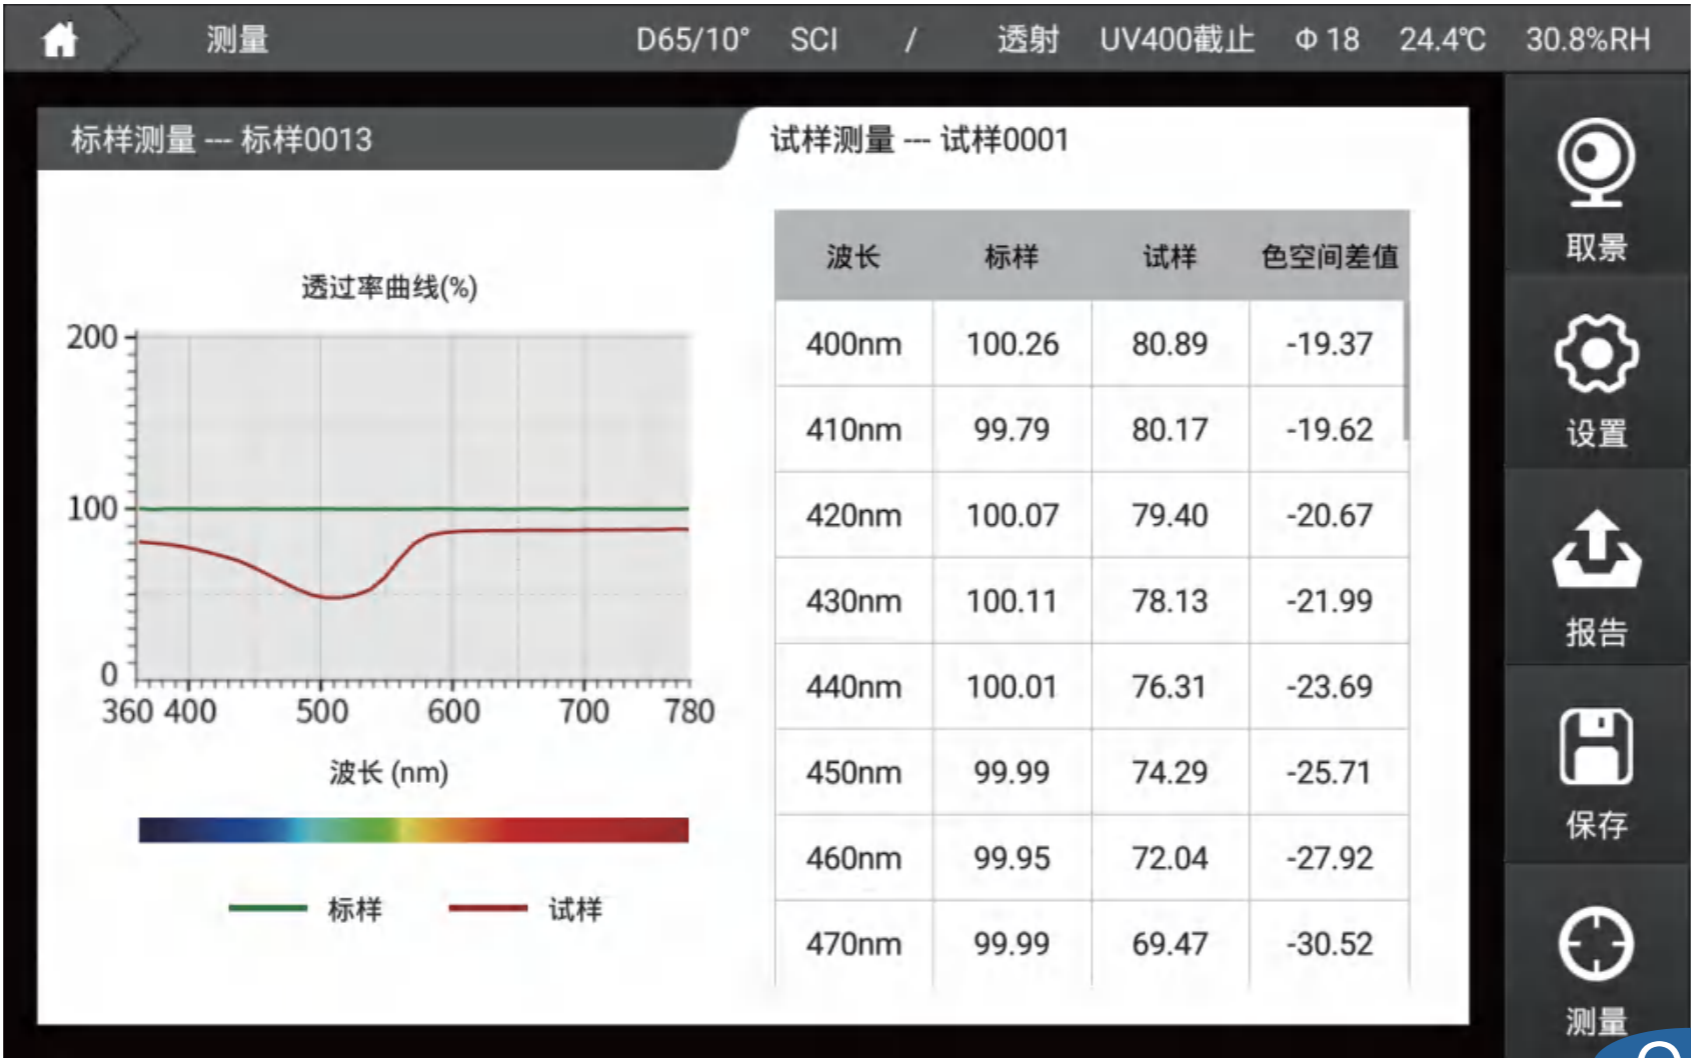 测量 D65/10° SCI / 透射 UV400截止 Φ 18 24.4℃ 30.8%RH
标样测量 --- 标样0013
试样测量 --- 试样0001
透过率曲线(%)
200
100
0
360 400 500 600 700 780
波长 (nm)
标样 试样
波长 标样 试样 色空间差值
400nm 100.26 80.89 -19.37
410nm 99.79 80.17 -19.62
420nm 100.07 79.40 -20.67
430nm 100.11 78.13 -21.99
440nm 100.01 76.31 -23.69
450nm 99.99 74.29 -25.71
460nm 99.95 72.04 -27.92
470nm 99.99 69.47 -30.52
取景
设置
报告
保存
测量